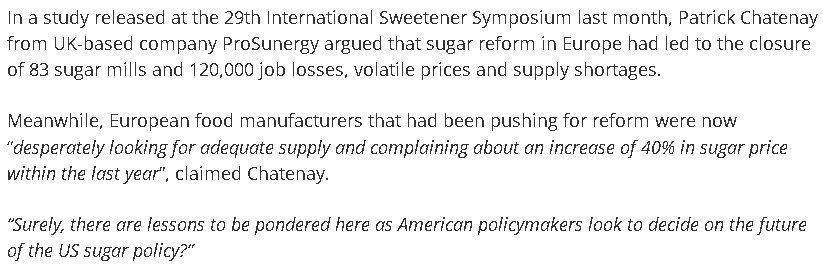 In a study released at the 29th International Sweetener Symposium last month, Patrick Chatenay
from UK-based company ProSunergy argued that sugar reform in Europe had led to the closure
of 83 sugar mills and 120,000 job losses, volatile prices and supply shortages.
Meanwhile, European food manufacturers that had been pushing for reform were now
“desperately looking for adequate supply and complaining about an increase of 40% in sugar price
within the last year”, claimed Chatenay.
“Surely, there are lessons to be pondered here as American policymakers look to decide on the future
of the US sugar policy?”